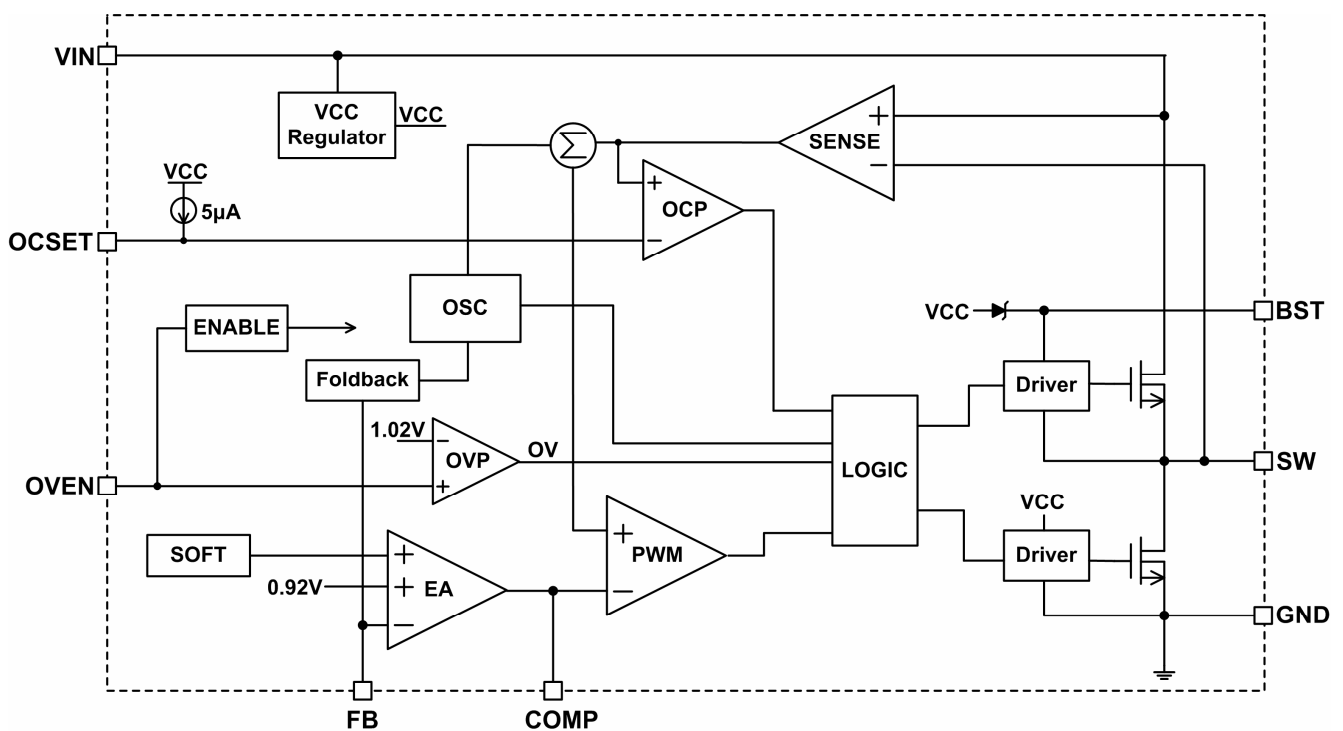 VIN
VCC
Regulator
VCC
Σ
+
SENSE
−
VCC
5µA
+
OCP
−
OCSET
OSC
ENABLE
VCC
BST
Foldback
Driver
1.02V
−
OVP
+
OV
LOGIC
SW
OVEN
VCC
SOFT
+
0.92V
+
EA
−
+
PWM
−
Driver
GND
FB
COMP